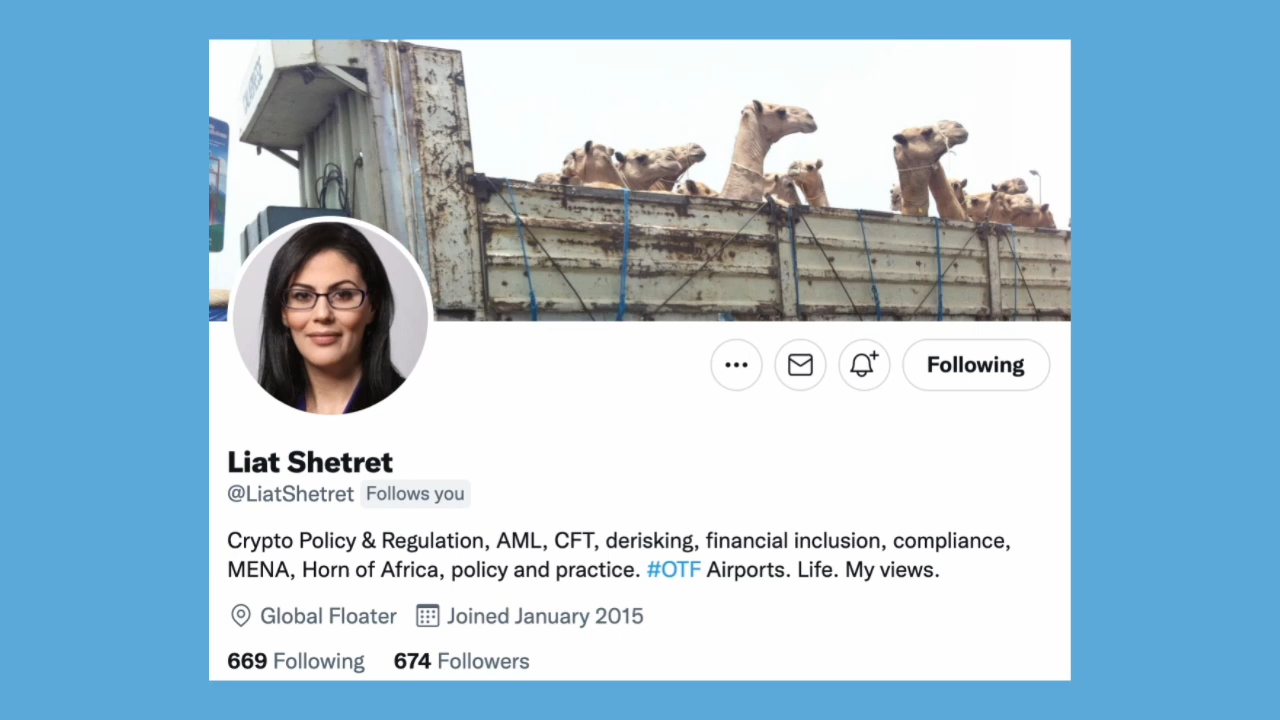 Following
Liat Shetret
@LiatShetret Follows you
Crypto Policy & Regulation, AML, CFT, derisking, financial inclusion, compliance,
MENA, Horn of Africa, policy and practice. #OTF Airports. Life. My views.
Global Floater Joined January 2015
669 Following 674 Followers